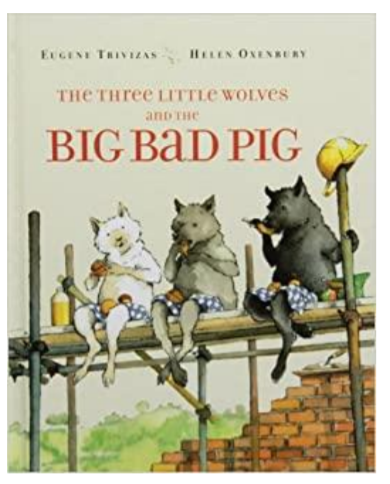 EUGENE TRIVIZAS HELEN OXENBURY
THE THREE LITTLE WOLVES
AND THE
BIG BAD PIG